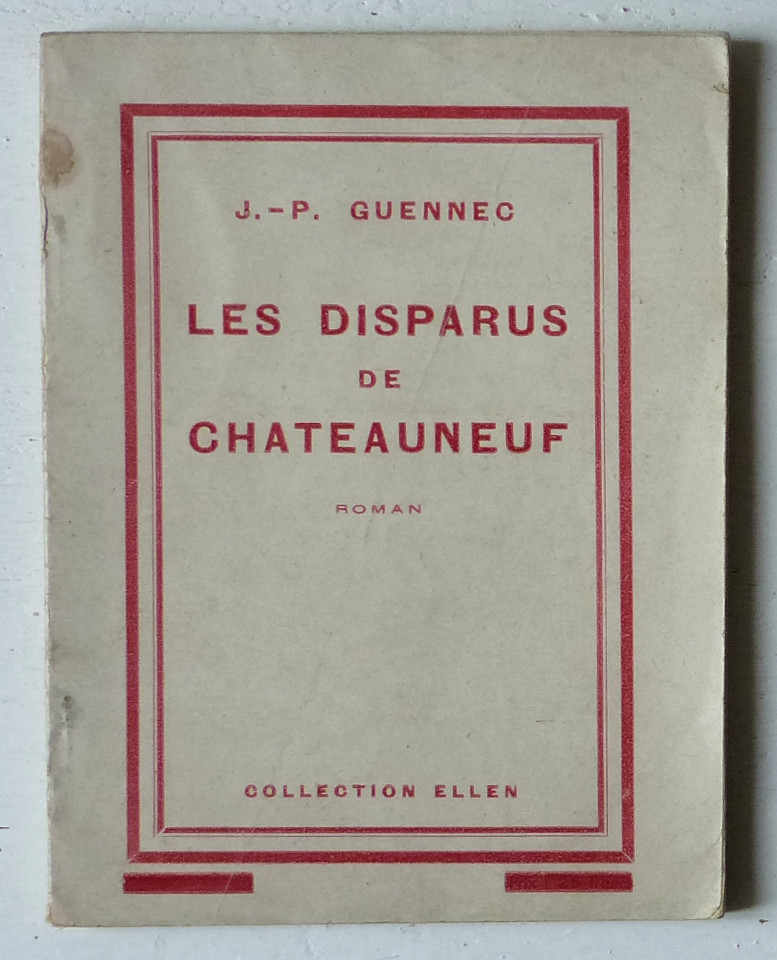 J.-P. GUENNEC
LES DISPARUS
DE
CHATEAUNEUF
ROMAN
COLLECTION ELLEN